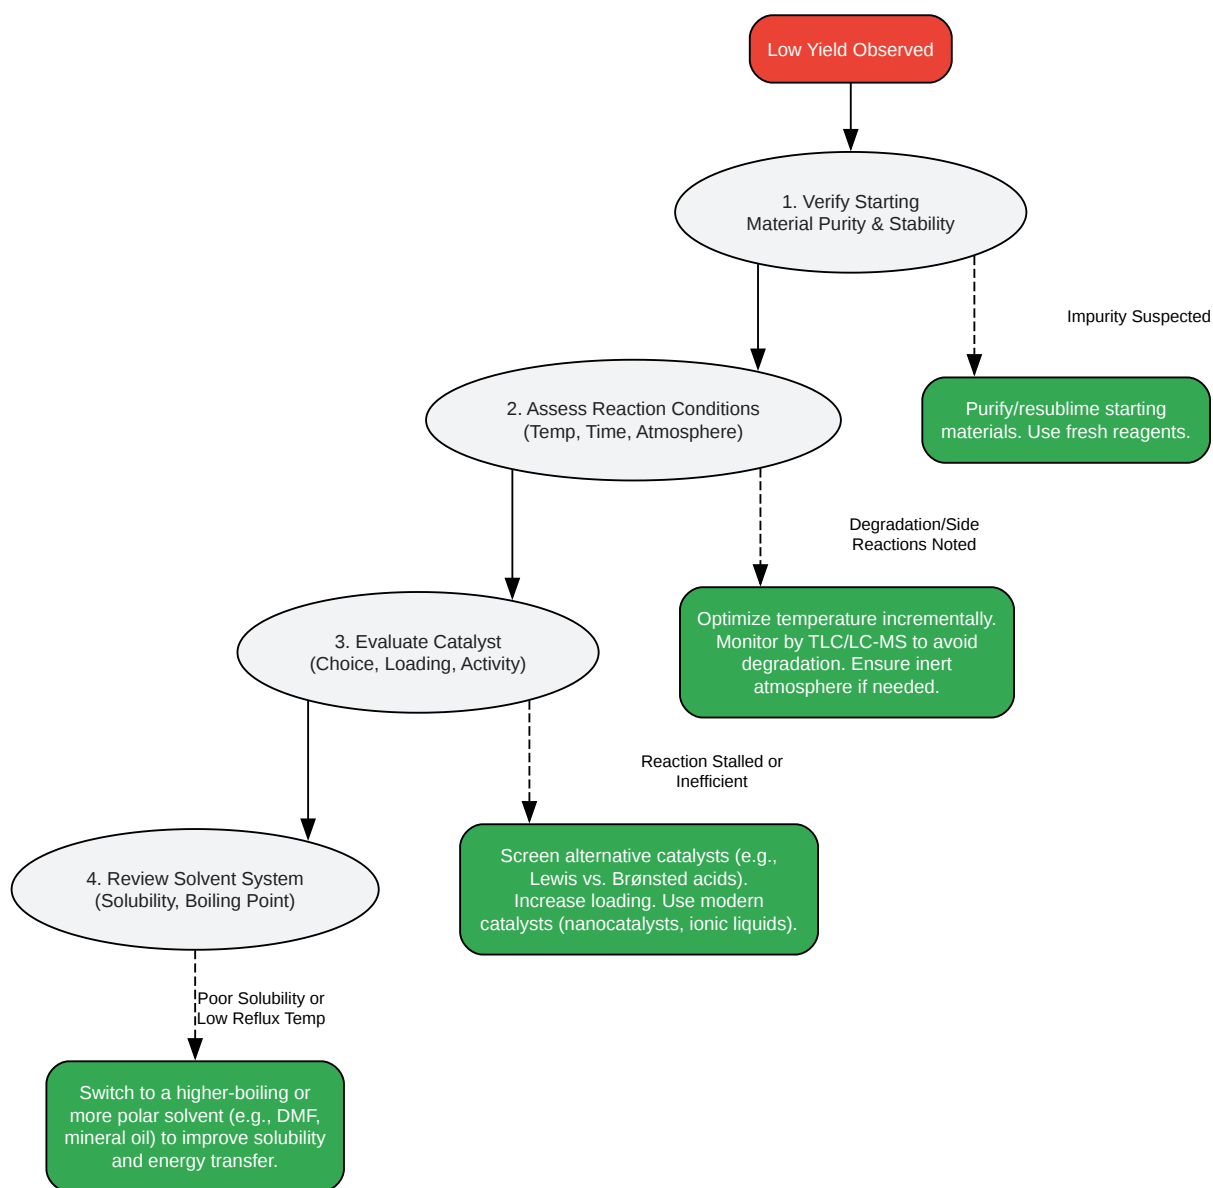 Low Yield Observed
1. Verify Starting
Material Purity & Stability
Impurity Suspected
Purify/resublime starting
materials. Use fresh reagents.
2. Assess Reaction Conditions
(Temp, Time, Atmosphere)
Degradation/Side
Reactions Noted
Optimize temperature incrementally.
Monitor by TLC/LC-MS to avoid
degradation. Ensure inert
atmosphere if needed.
3. Evaluate Catalyst
(Choice, Loading, Activity)
Reaction Stalled or
Inefficient
Screen alternative catalysts (e.g.,
Lewis vs. Brønsted acids).
Increase loading. Use modern
catalysts (nanocatalysts, ionic liquids).
4. Review Solvent System
(Solubility, Boiling Point)
Poor Solubility or
Low Reflux Temp
Switch to a higher-boiling or
more polar solvent (e.g., DMF,
mineral oil) to improve solubility
and energy transfer.